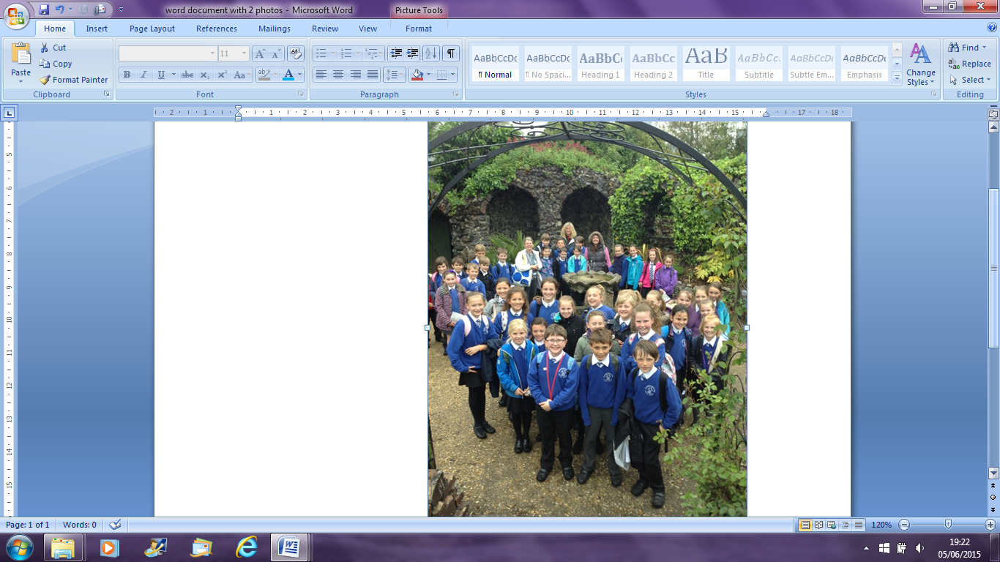 word document with 2 photos - Microsoft Word
Picture Tools
Home Insert Page Layout References Mailings Review View Format
Paste
Cut
Copy
Format Painter
Clipboard
11
A A
B I U abc x₂ x² Aa ab A
Font
Paragraph
AaBbCcDc AaBbCcDc AaBbCc AaBbCc AaB AaBbCc. AaBbCcDc AaBbCcDc
¶ Normal ¶ No Spaci... Heading 1 Heading 2 Title Subtitle Subtle Em... Emphasis
Change
Styles
Styles
Find
Replace
Select
Editing
2 1 1 2 3 4 5 6 7 8 9 10 11 12 13 14 15 17 18
5
6
7
8
9
10
11
12
13
14
15
Page: 1 of 1 Words: 0
120%
19:22
05/06/2015